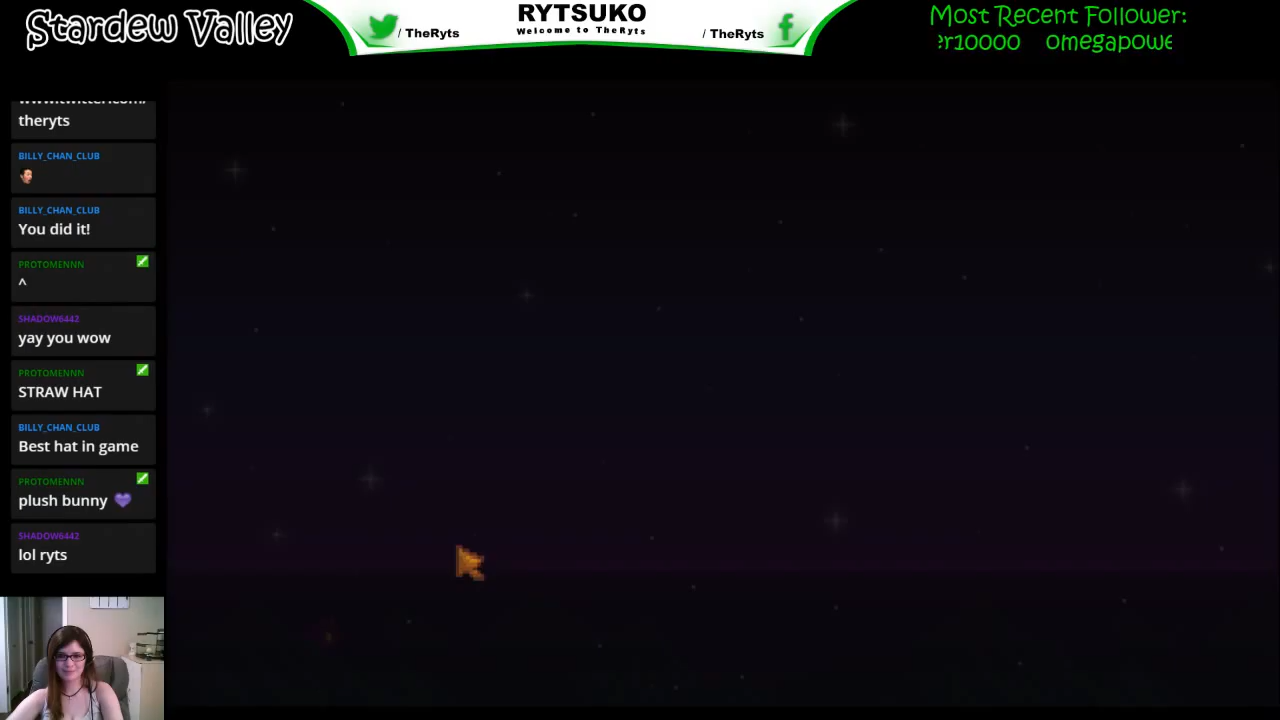 Stardew Valley
RYTSUKO
Welcome to TheRyts
/ TheRyts
/ TheRyts
Most Recent Follower:
r10000 omegapowe
theryts
BILLY_CHAN_CLUB
BILLY_CHAN_CLUB
You did it!
PROTOMENNN
^
SHADOW6442
yay you wow
PROTOMENNN
STRAW HAT
BILLY_CHAN_CLUB
Best hat in game
PROTOMENNN
plush bunny 💜
SHADOW6442
lol ryts